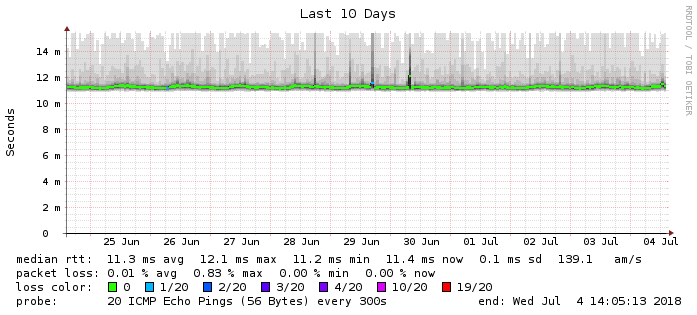 Last 10 Days
RRDTOOL / TOBI OETIKER
Seconds
14 m
12 m
10 m
8 m
6 m
4 m
2 m
0
25 Jun 26 Jun 27 Jun 28 Jun 29 Jun 30 Jun 01 Jul 02 Jul 03 Jul 04 Jul
median rtt: 11.3 ms avg 12.1 ms max 11.2 ms min 11.4 ms now 0.1 ms sd 139.1 am/s
packet loss: 0.01 % avg 0.83 % max 0.00 % min 0.00 % now
loss color: 0 1/20 2/20 3/20 4/20 10/20 19/20
probe: 20 ICMP Echo Pings (56 Bytes) every 300s end: Wed Jul 4 14:05:13 2018